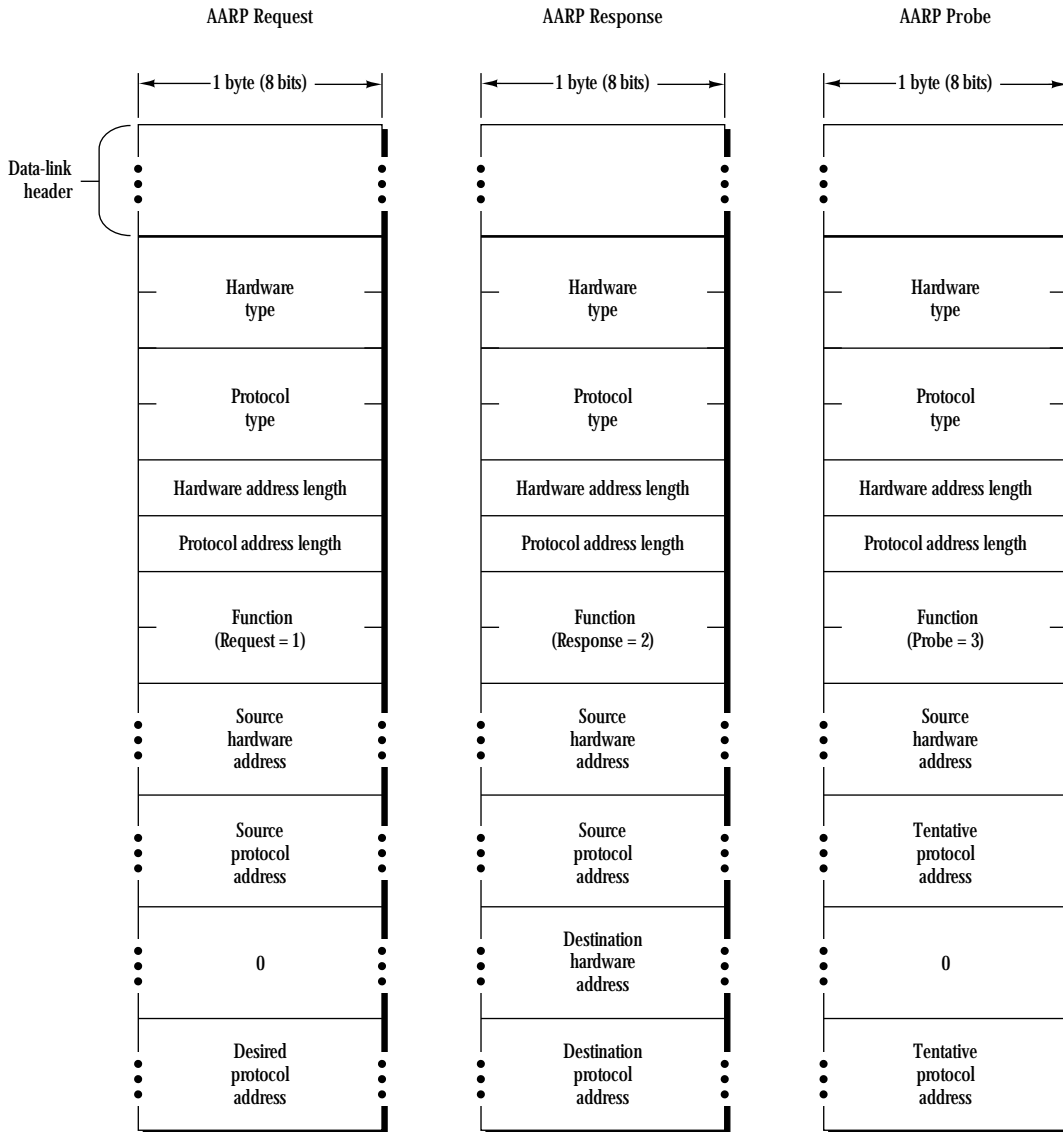 AARP Request
AARP Response
AARP Probe
1 byte (8 bits)
1 byte (8 bits)
1 byte (8 bits)
Data-link
header
Hardware
type
Hardware
type
Hardware
type
Protocol
type
Protocol
type
Protocol
type
Hardware address length
Hardware address length
Hardware address length
Protocol address length
Protocol address length
Protocol address length
Function
(Request = 1)
Function
(Response = 2)
Function
(Probe = 3)
Source
hardware
address
Source
hardware
address
Source
hardware
address
Source
protocol
address
Source
protocol
address
Tentative
protocol
address
0
Destination
hardware
address
0
Desired
protocol
address
Destination
protocol
address
Tentative
protocol
address